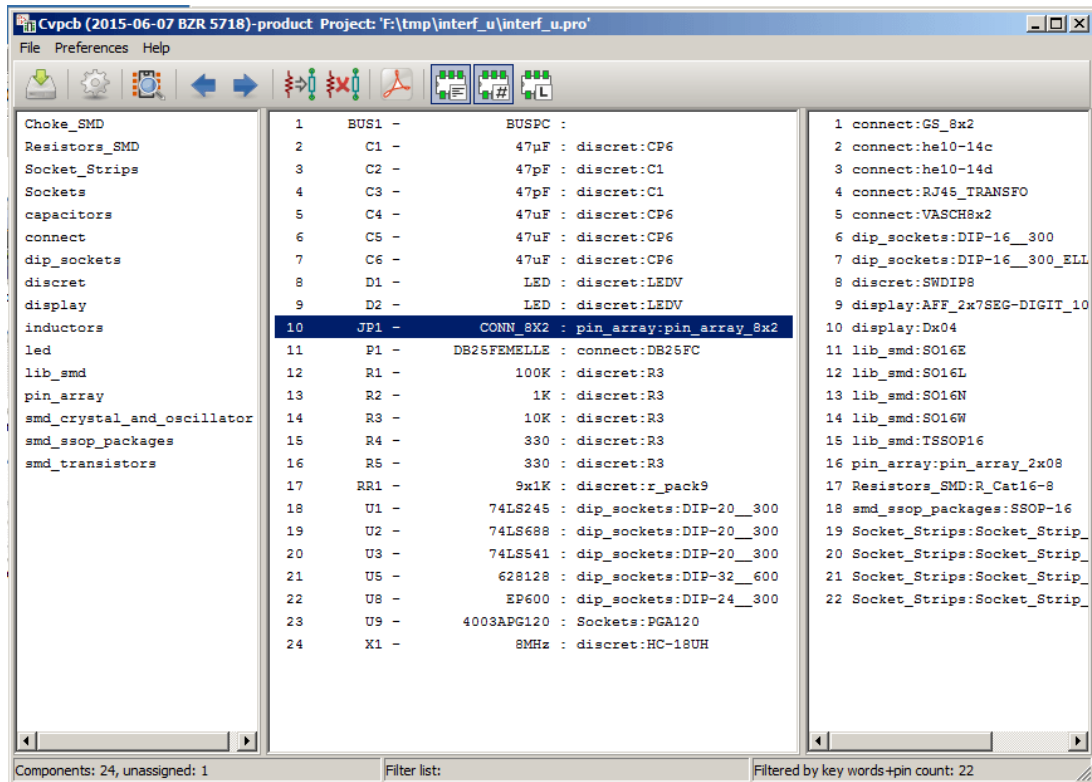 Cvpcb (2015-06-07 BZR 5718)-product Project: 'F:\tmp\interf_u\interf_u.pro'
File Preferences Help
Choke_SMD
Resistors_SMD
Socket_Strips
Sockets
capacitors
connect
dip_sockets
discret
display
inductors
led
lib_smd
pin_array
smd_crystal_and_oscillator
smd_ssop_packages
smd_transistors
1 BUS1 - BUSPC :
2 C1 - 47µF : discret:CP6
3 C2 - 47pF : discret:C1
4 C3 - 47pF : discret:C1
5 C4 - 47uF : discret:CP6
6 C5 - 47uF : discret:CP6
7 C6 - 47uF : discret:CP6
8 D1 - LED : discret:LEDV
9 D2 - LED : discret:LEDV
10 JP1 - CONN_8X2 : pin_array:pin_array_8x2
11 P1 - DB25FEMELLE : connect:DB25FC
12 R1 - 100K : discret:R3
13 R2 - 1K : discret:R3
14 R3 - 10K : discret:R3
15 R4 - 330 : discret:R3
16 R5 - 330 : discret:R3
17 RR1 - 9x1K : discret:r_pack9
18 U1 - 74LS245 : dip_sockets:DIP-20__300
19 U2 - 74LS688 : dip_sockets:DIP-20__300
20 U3 - 74LS541 : dip_sockets:DIP-20__300
21 U5 - 628128 : dip_sockets:DIP-32__600
22 U8 - EP600 : dip_sockets:DIP-24__300
23 U9 - 4003APG120 : Sockets:PGA120
24 X1 - 8MHz : discret:HC-18UH
1 connect:GS_8x2
2 connect:he10-14c
3 connect:he10-14d
4 connect:RJ45_TRANSFO
5 connect:VASCH8x2
6 dip_sockets:DIP-16__300
7 dip_sockets:DIP-16__300_ELL
8 discret:SWDIP8
9 display:AFF_2x7SEG-DIGIT_10
10 display:Dx04
11 lib_smd:SO16E
12 lib_smd:SO16L
13 lib_smd:SO16N
14 lib_smd:SO16W
15 lib_smd:TSSOP16
16 pin_array:pin_array_2x08
17 Resistors_SMD:R_Cat16-8
18 smd_ssop_packages:SSOP-16
19 Socket_Strips:Socket_Strip_
20 Socket_Strips:Socket_Strip_
21 Socket_Strips:Socket_Strip_
22 Socket_Strips:Socket_Strip_
Components: 24, unassigned: 1
Filter list:
Filtered by key words+pin count: 22